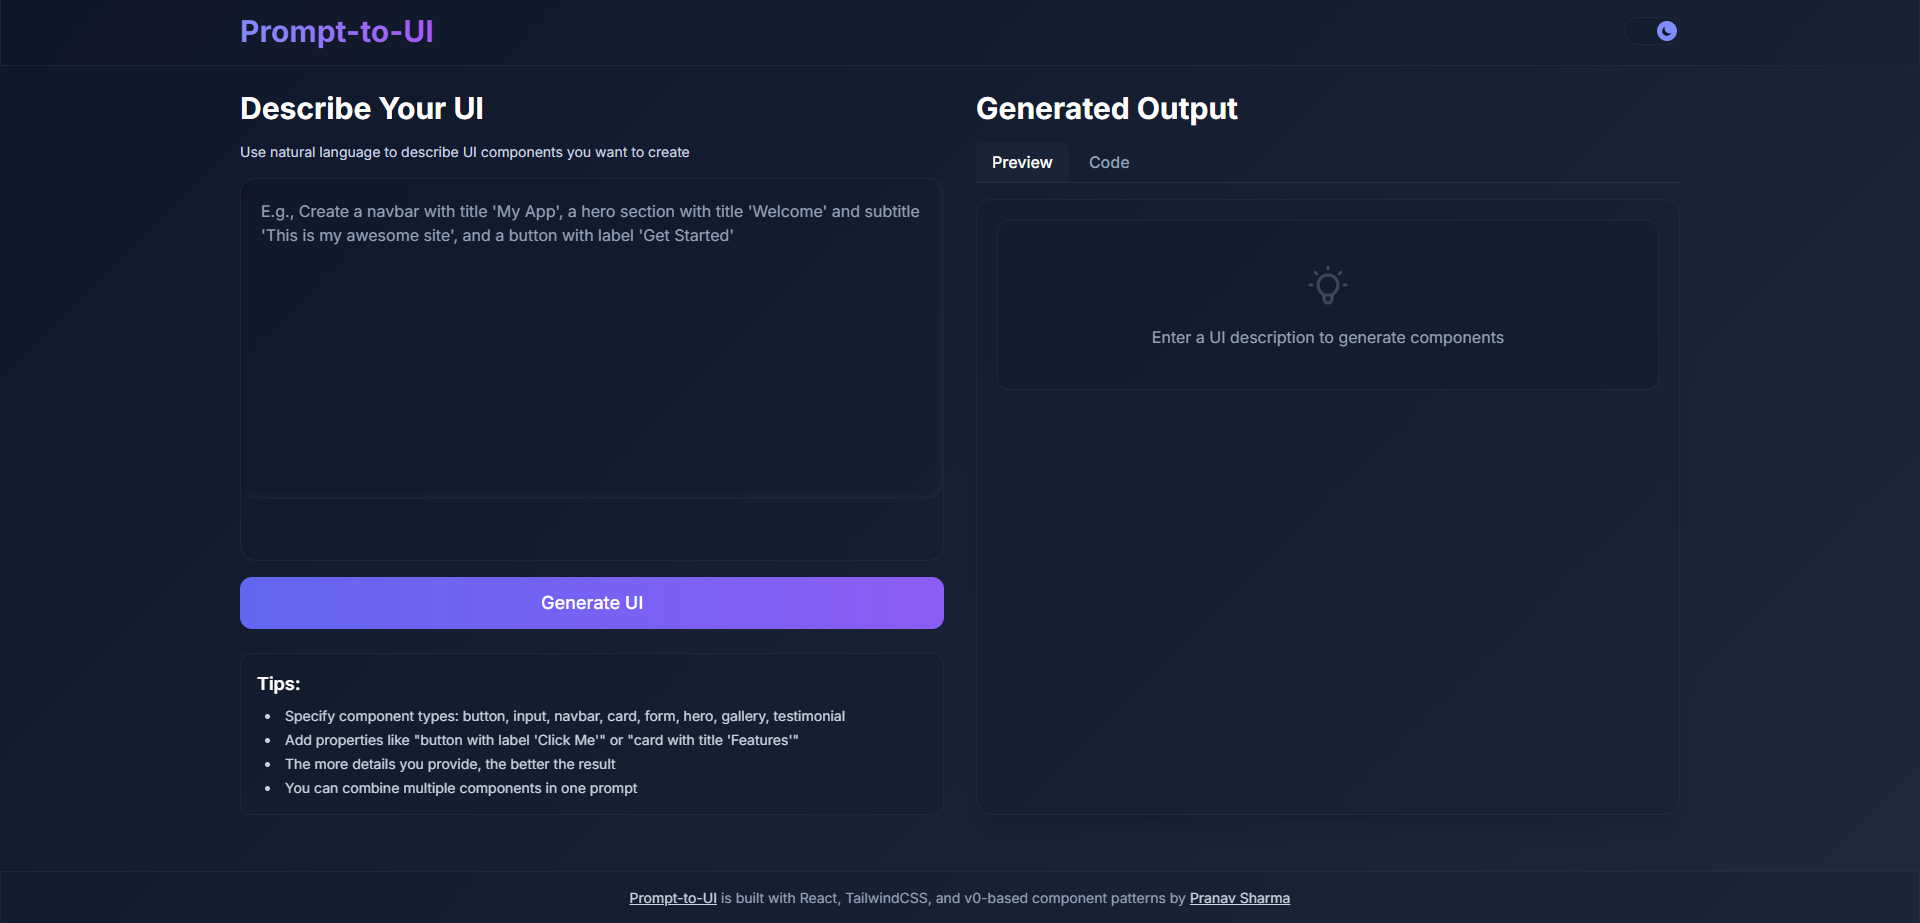 Prompt-to-UI
Describe Your UI
Use natural language to describe UI components you want to create
E.g., Create a navbar with title 'My App', a hero section with title 'Welcome' and subtitle
'This is my awesome site', and a button with label 'Get Started'
Generate UI
Tips:
• Specify component types: button, input, navbar, card, form, hero, gallery, testimonial
• Add properties like "button with label 'Click Me'" or "card with title 'Features'"
• The more details you provide, the better the result
• You can combine multiple components in one prompt
Generated Output
Preview Code
Enter a UI description to generate components
Prompt-to-UI is built with React, TailwindCSS, and v0-based component patterns by Pranav Sharma